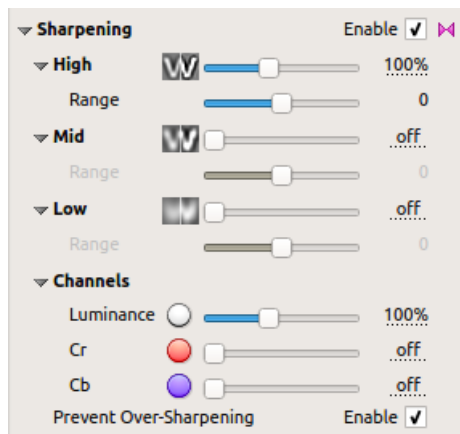 Sharpening Enable
High 100%
Range 0
Mid off
Range 0
Low off
Range 0
Channels
Luminance 100%
Cr off
Cb off
Prevent Over-Sharpening Enable